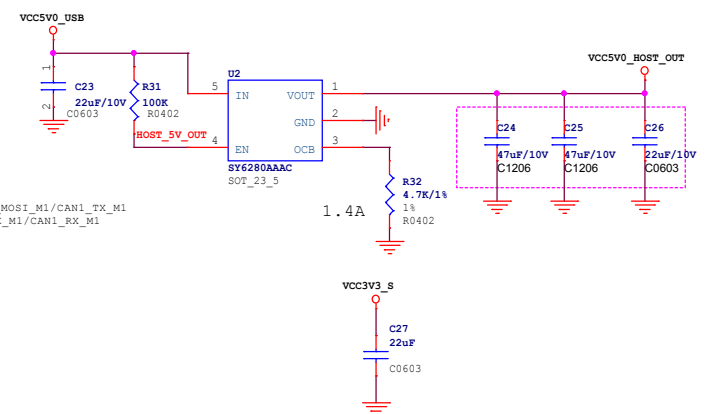 VCC5V0_USB
VCC5V0_HOST_OUT
U2
1
C23
22uF/10V
C0603
2
R31
100K
R0402
HOST_5V_OUT
5
IN
VOUT
1
GND
2
4
EN
OCB
3
SY6280AAAC
SOT_23_5
C24
47uF/10V
C1206
C25
47uF/10V
C1206
C26
22uF/10V
C0603
R32
4.7K/1%
1%
R0402
1.4A
MOSI_M1/CAN1_TX_M1
X_M1/CAN1_RX_M1
VCC3V3_S
C27
22uF
C0603